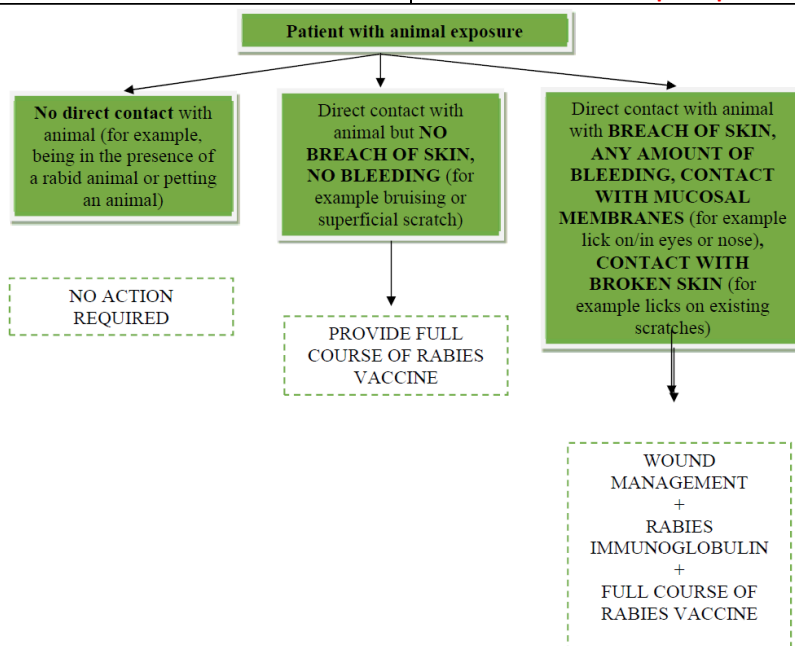 Patient with animal exposure
No direct contact with
animal (for example,
being in the presence of
a rabid animal or petting
an animal)
Direct contact with
animal but NO
BREACH OF SKIN,
NO BLEEDING (for
example bruising or
superficial scratch)
Direct contact with animal
with BREACH OF SKIN,
ANY AMOUNT OF
BLEEDING, CONTACT
WITH MUCOSAL
MEMBRANES (for example
lick on/in eyes or nose),
CONTACT WITH
BROKEN SKIN (for
example licks on existing
scratches)
NO ACTION
REQUIRED
PROVIDE FULL
COURSE OF RABIES
VACCINE
WOUND
MANAGEMENT
+
RABIES
IMMUNOGLOBULIN
+
FULL COURSE OF
RABIES VACCINE